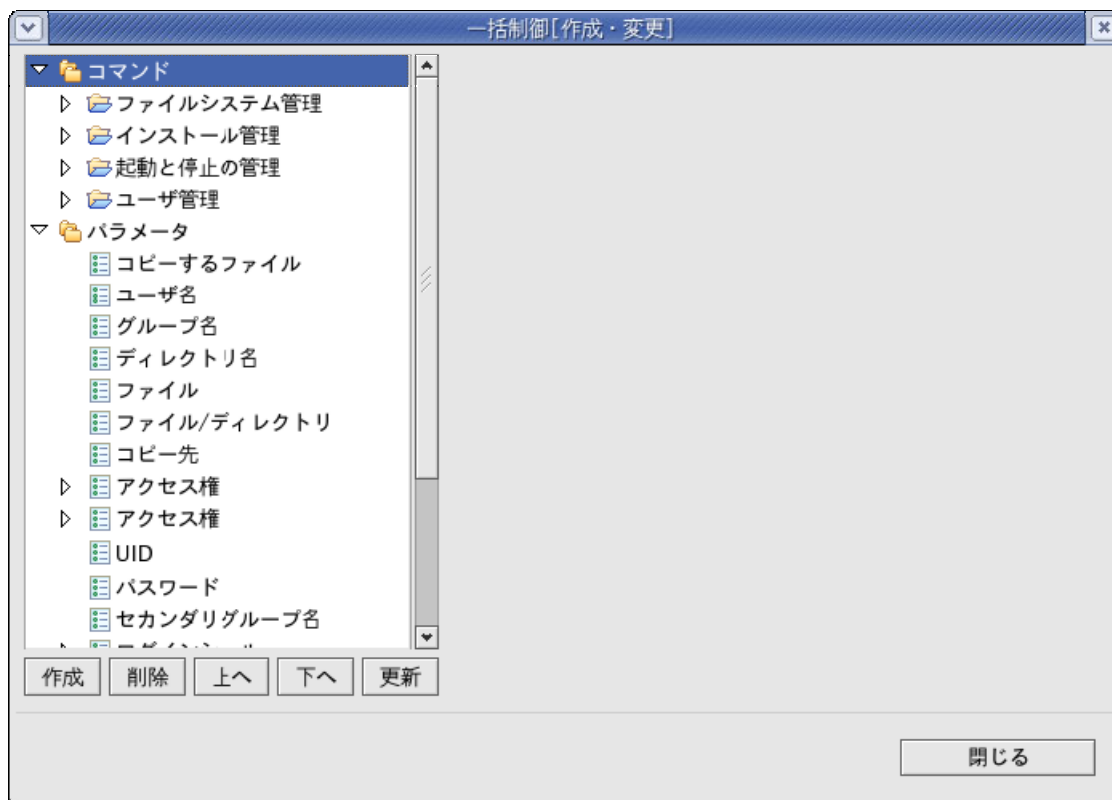 一括制御[作成・変更]
コマンド
ファイルシステム管理
インストール管理
起動と停止の管理
ユーザ管理
パラメータ
コピーするファイル
ユーザ名
グループ名
ディレクトリ名
ファイル
ファイル/ディレクトリ
コピー先
アクセス権
アクセス権
UID
パスワード
セカンダリグループ名
作成 削除 上へ 下へ 更新
閉じる